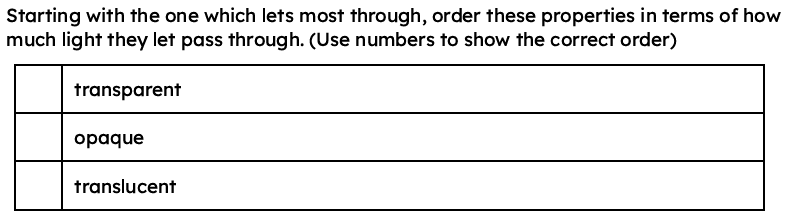 Starting with the one which lets most through, order these properties in terms of how
much light they let pass through. (Use numbers to show the correct order)
transparent
opaque
translucent